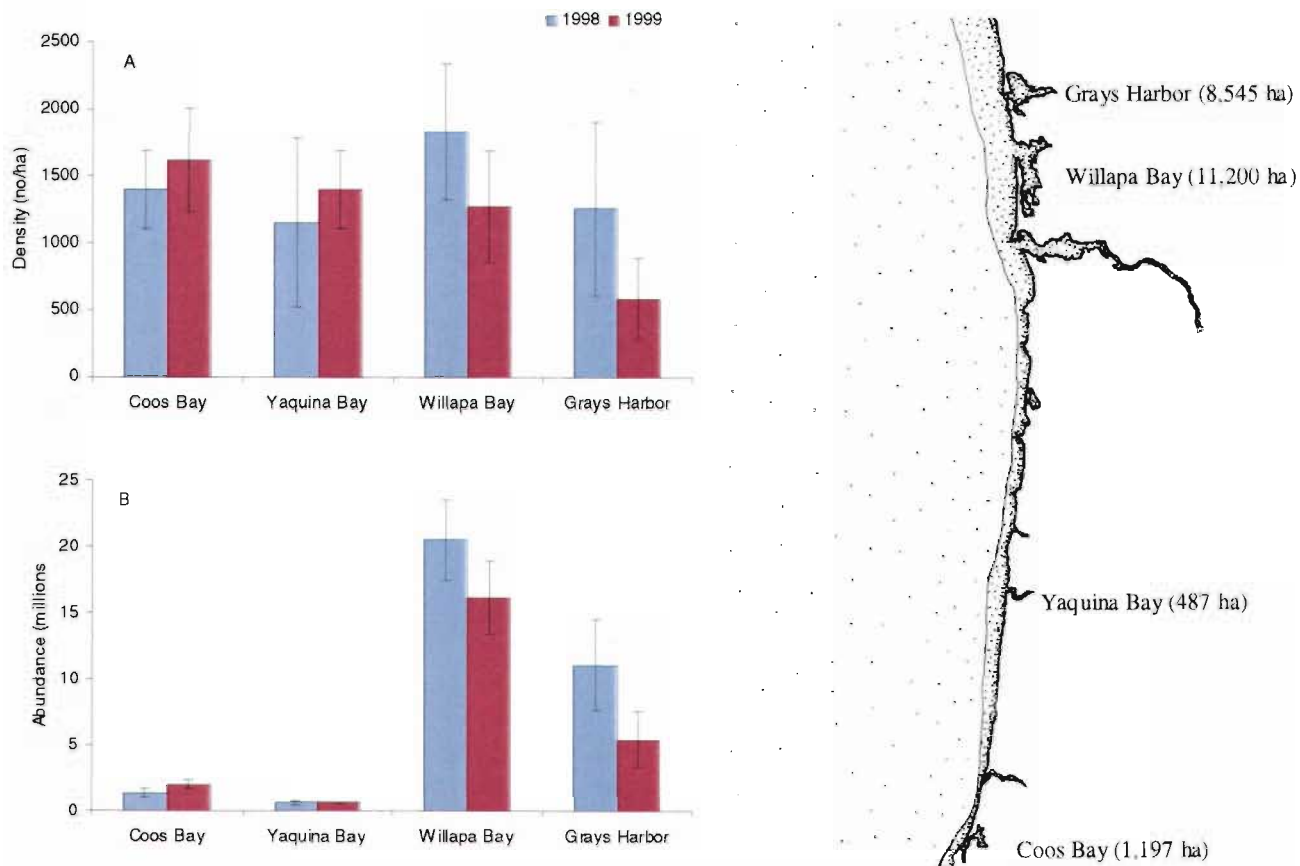 1998 1999
A
Density (no/ha)
2500
2000
1500
1000
500
0
Coos Bay Yaquina Bay Willapa Bay Grays Harbor
B
Abundance (millions)
25
20
15
10
5
0
Coos Bay Yaquina Bay Willapa Bay Grays Harbor
Grays Harbor (8,545 ha)
Willapa Bay (11,200 ha)
Yaquina Bay (487 ha)
Coos Bay (1,197 ha)